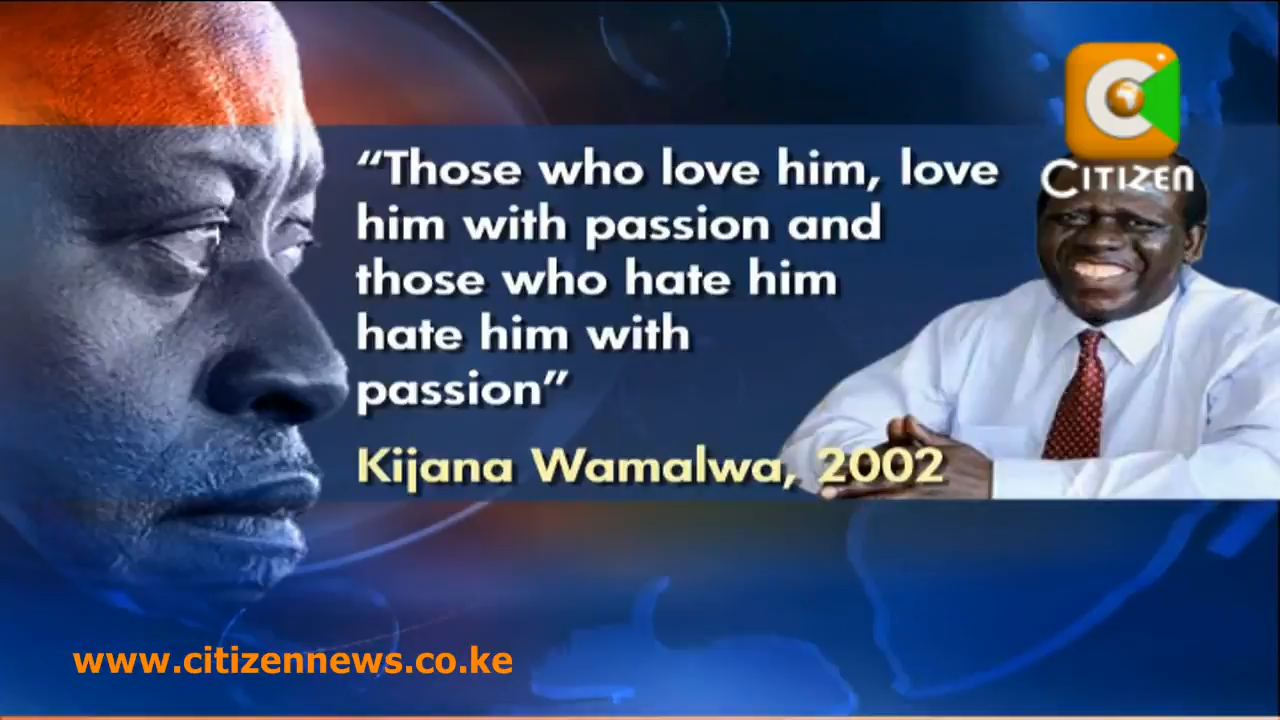 “Those who love him, love
him with passion and
those who hate him
hate him with
passion”
Kijana Wamalwa, 2002
CITIZEN
www.citizennews.co.ke